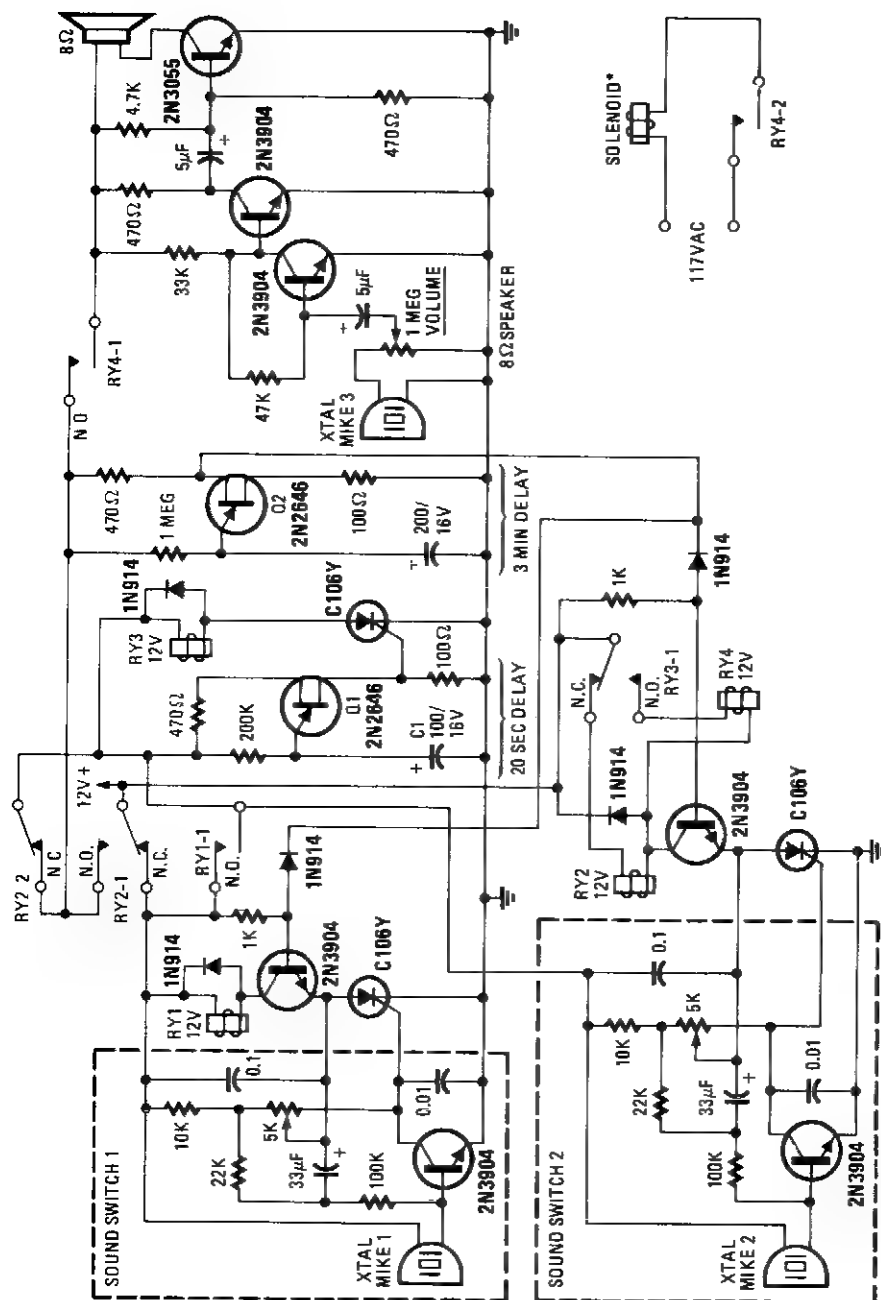 8Ω
4.7K
2N3055
5µF
+
470Ω
2N3904
470Ω
33K
2N3904
+
5µF
1 MEG
VOLUME
47K
XTAL
MIKE 3
8Ω SPEAKER
RY4-1
N O
SOLENOID*
117VAC
RY4-2
470Ω
1 MEG
Q2
2N2646
100Ω
+
200/
16V
3 MIN DELAY
1N914
RY3
12V
C106Y
100Ω
470Ω
200K
Q1
2N2646
+
C1
100/
16V
20 SEC DELAY
12V+
RY2 2
N C
N.O.
RY2-1
N.C.
RY1-1
N.O.
1N914
1K
1N914
RY1
12V
2N3904
C106Y
SOUND SWITCH 1
0.1
10K
5K
22K
33µF
+
100K
0.01
2N3904
XTAL
MIKE 1
1N914
1K
N.C.
N.O.
RY3-1
RY4
12V
1N914
RY2
12V
2N3904
C106Y
SOUND SWITCH 2
0.1
10K
5K
22K
33µF
+
100K
0.01
2N3904
XTAL
MIKE 2